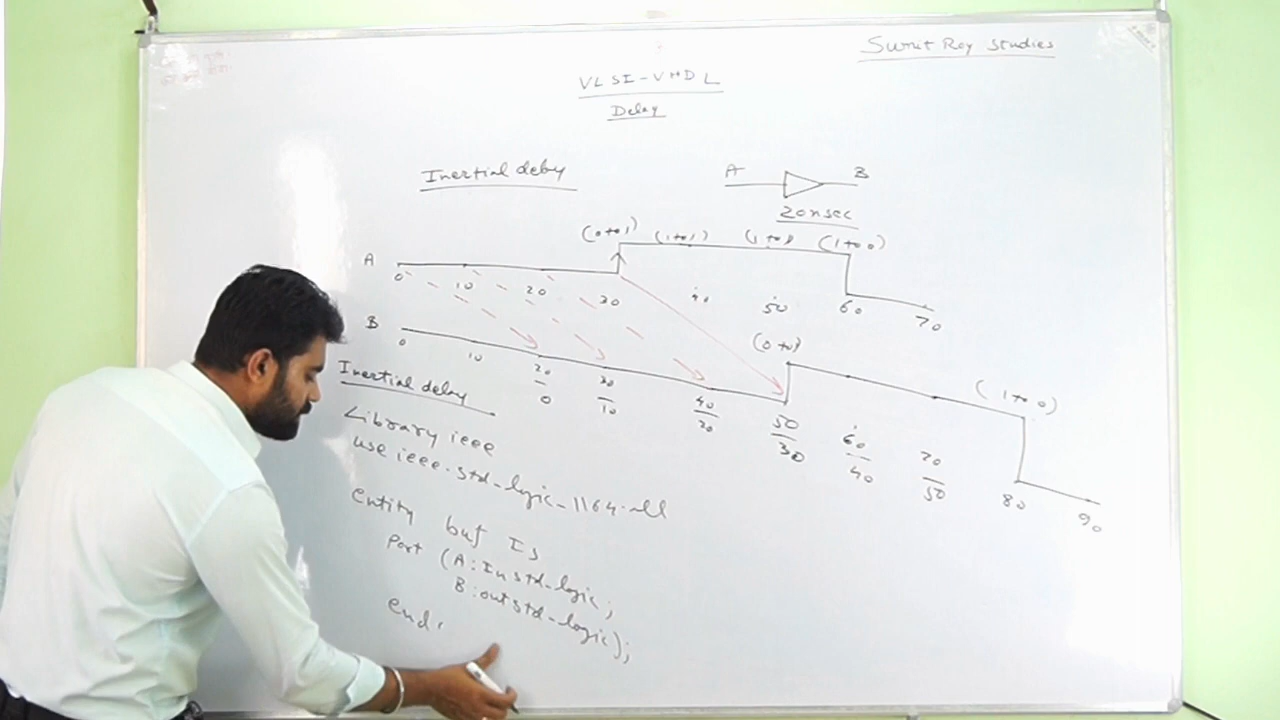 Sumit Roy Studies
VLSI-VHDL
Delay
Inertial delay
A B
20nsec
(0 to 1) (1 to 1) (1 to 1) (1 to 0)
A
0 10 20 30 40 50 60 70
B
(0 to 1) (1 to 0)
0 10 20 30 40 50 60 70 80 90
0 10 20 30 40 50
Inertial delay
Library ieee
use ieee.std_logic_1164.all
Entity buf Is
Port (A:In std_logic;
B:out std_logic);
end;